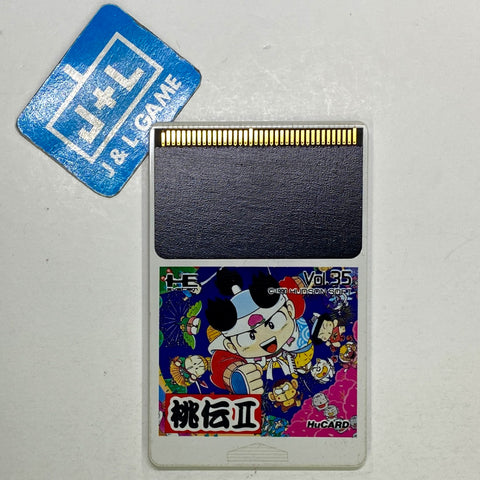 J+L
J & L GAME
HE
Vol.35
© 1990 HUDSON SOFT
桃伝II
HuCARD